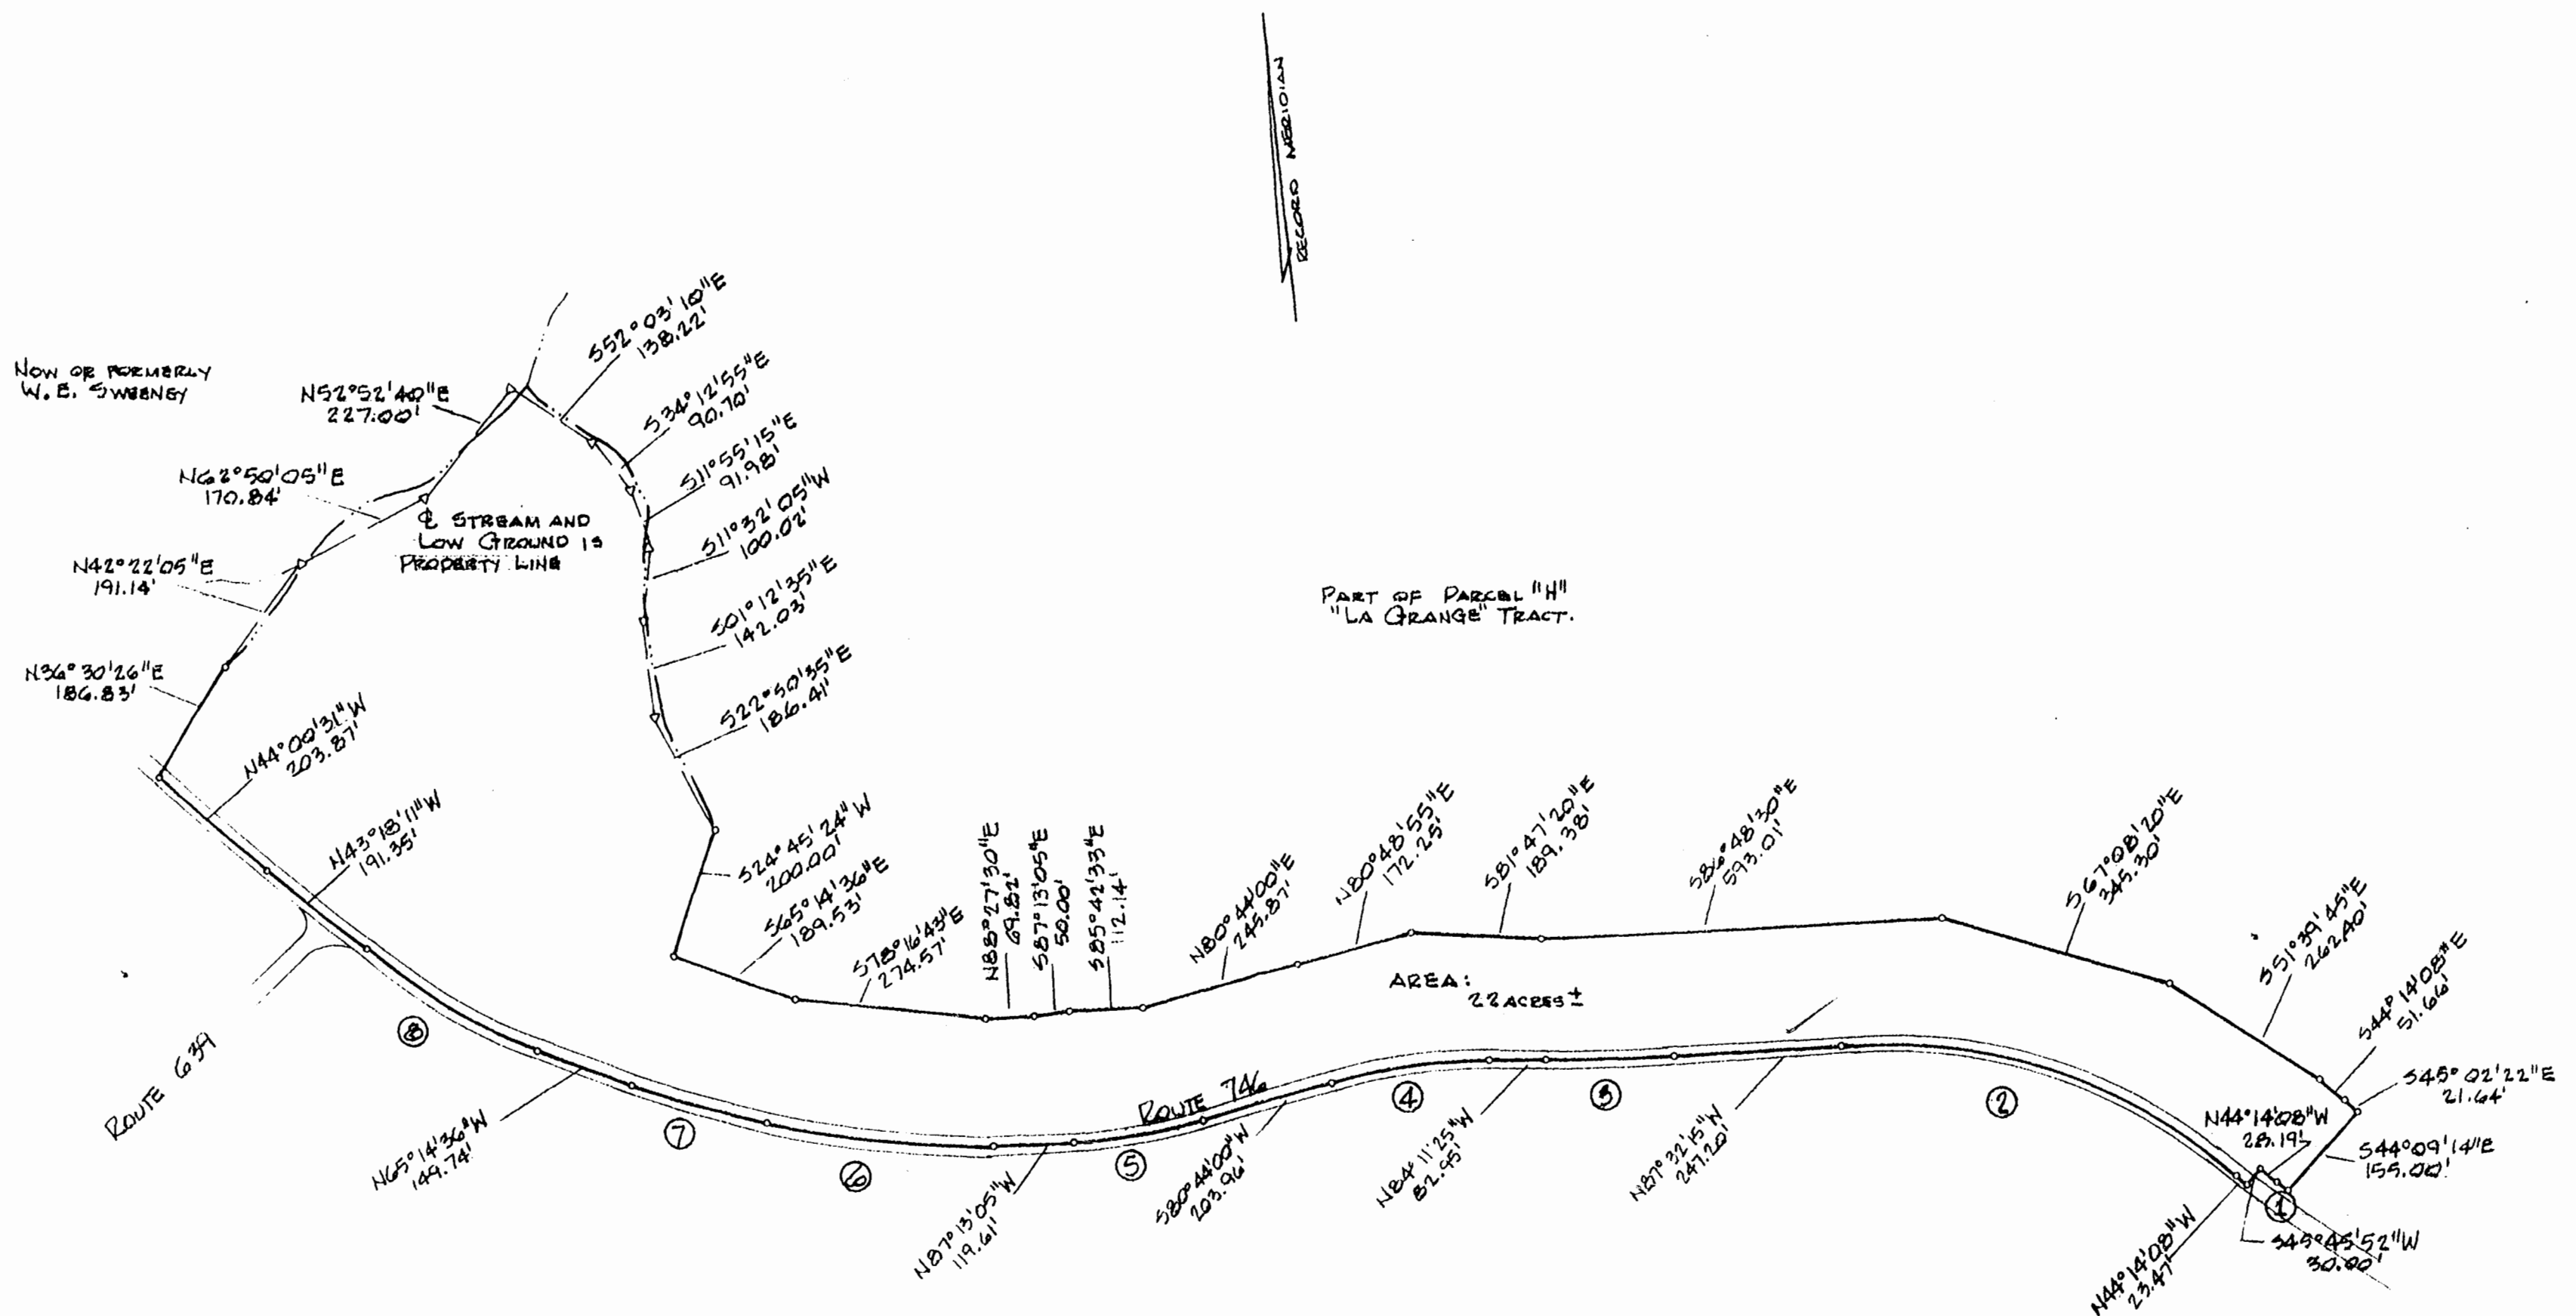 RECORD MERIDIAN
NOW OR FORMERLY
W. E. SWEENEY
N52°52'40"E
227.00'
N62°50'05"E
170.84'
N42°22'05"E
191.14'
N36°30'26"E
186.83'
N44°00'31"W
203.87'
N43°18'11"W
191.35'
℄ STREAM AND
LOW GROUND IS
PROPERTY LINE
S52°03'10"E
138.22'
S34°12'55"E
90.70'
S11°55'15"E
91.98'
S11°32'05"W
100.02'
S01°12'35"E
142.03'
S22°50'35"E
186.41'
S24°45'24"W
200.00'
S65°14'36"E
189.53'
S78°16'43"E
274.57'
N88°27'30"E
69.82'
S87°13'05"E
50.00'
S85°42'33"E
112.14'
N80°44'00"E
245.87'
N80°48'55"E
172.25'
S81°47'20"E
189.38'
S86°48'30"E
593.01'
S67°08'20"E
345.30'
S51°39'45"E
262.40'
S44°14'08"E
51.66'
S45°02'22"E
21.64'
S44°09'14"E
155.00'
PART OF PARCEL "H"
"LA GRANGE" TRACT.
AREA:
22 ACRES ±
ROUTE 639
ROUTE 746
8
N65°14'36"W
149.74'
7
6
N87°13'05"W
119.61'
5
S80°44'00"W
203.96'
4
N84°11'25"W
82.95'
3
N87°32'15"W
247.20'
2
N44°14'08"W
28.19'
1
N44°14'08"W
23.47'
S45°45'52"W
30.00'